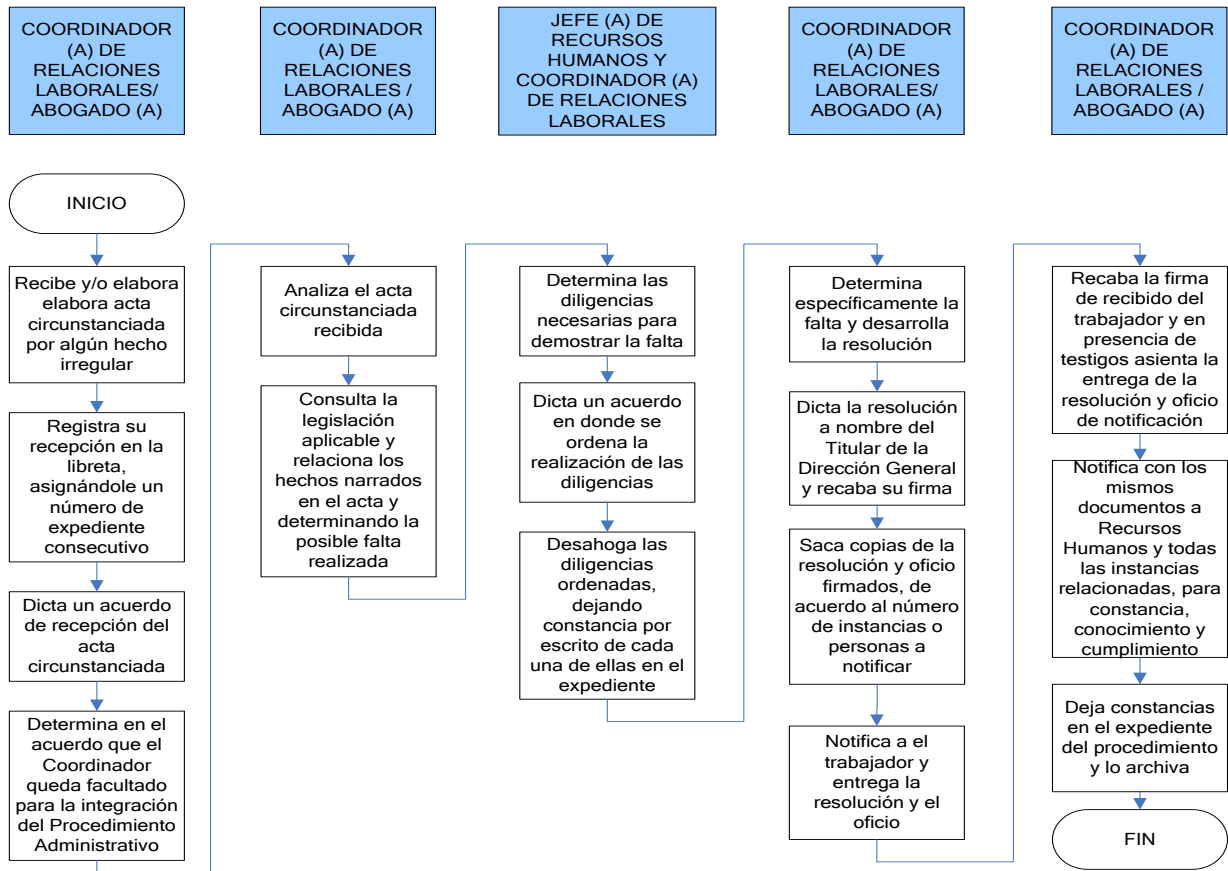 COORDINADOR
(A) DE
RELACIONES
LABORALES/
ABOGADO (A)
COORDINADOR
(A) DE
RELACIONES
LABORALES /
ABOGADO (A)
JEFE (A) DE
RECURSOS
HUMANOS Y
COORDINADOR (A)
DE RELACIONES
LABORALES
COORDINADOR
(A) DE
RELACIONES
LABORALES/
ABOGADO (A)
COORDINADOR
(A) DE
RELACIONES
LABORALES /
ABOGADO (A)
INICIO
Recibe y/o elabora
elabora acta
circunstanciada
por algún hecho
irregular
Registra su
recepción en la
libreta,
asignándole un
número de
expediente
consecutivo
Dicta un acuerdo
de recepción del
acta
circunstanciada
Determina en el
acuerdo que el
Coordinador
queda facultado
para la integración
del Procedimiento
Administrativo
Analiza el acta
circunstanciada
recibida
Consulta la
legislación
aplicable y
relaciona los
hechos narrados
en el acta y
determinando la
posible falta
realizada
Determina las
diligencias
necesarias para
demostrar la falta
Dicta un acuerdo
en donde se
ordena la
realización de las
diligencias
Desahoga las
diligencias
ordenadas,
dejando
constancia por
escrito de cada
una de ellas en el
expediente
Determina
específicamente la
falta y desarrolla
la resolución
Dicta la resolución
a nombre del
Titular de la
Dirección General
y recaba su firma
Saca copias de la
resolución y oficio
firmados, de
acuerdo al número
de instancias o
personas a
notificar
Notifica a el
trabajador y
entrega la
resolución y el
oficio
Recaba la firma
de recibido del
trabajador y en
presencia de
testigos asienta la
entrega de la
resolución y oficio
de notificación
Notifica con los
mismos
documentos a
Recursos
Humanos y todas
las instancias
relacionadas, para
constancia,
conocimiento y
cumplimiento
Deja constancias
en el expediente
del procedimiento
y lo archiva
FIN